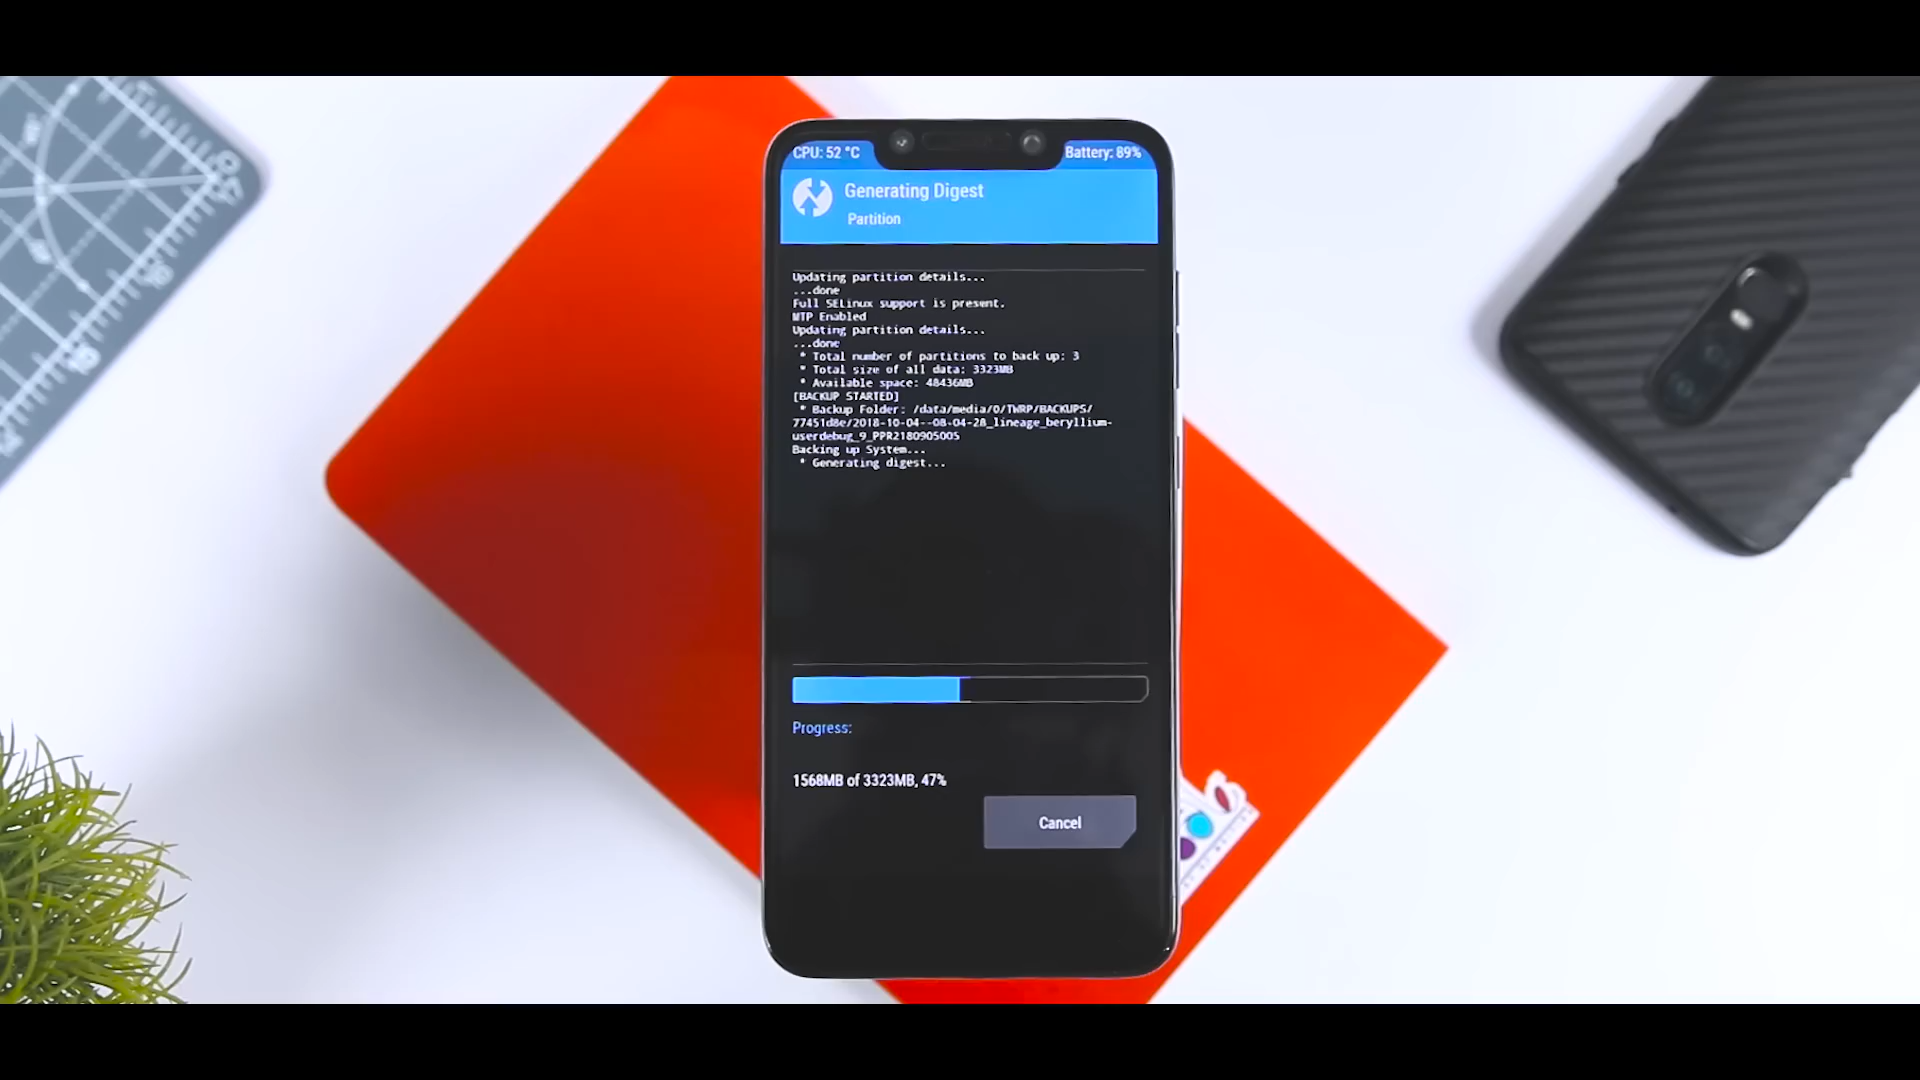 CPU: 52 °C
Battery: 89%
Generating Digest
Partition
Updating partition details...
...done
Full SELinux support is present.
MTP Enabled
Updating partition details...
...done
* Total number of partitions to back up: 3
* Total size of all data: 3323MB
* Available space: 48436MB
[BACKUP STARTED]
* Backup Folder: /data/media/0/TWRP/BACKUPS/
77451d8e/2018-10-04--08-04-28_lineage_beryllium-
userdebug_9_PPR2180905005
Backing up System...
* Generating digest...
Progress:
1568MB of 3323MB, 47%
Cancel